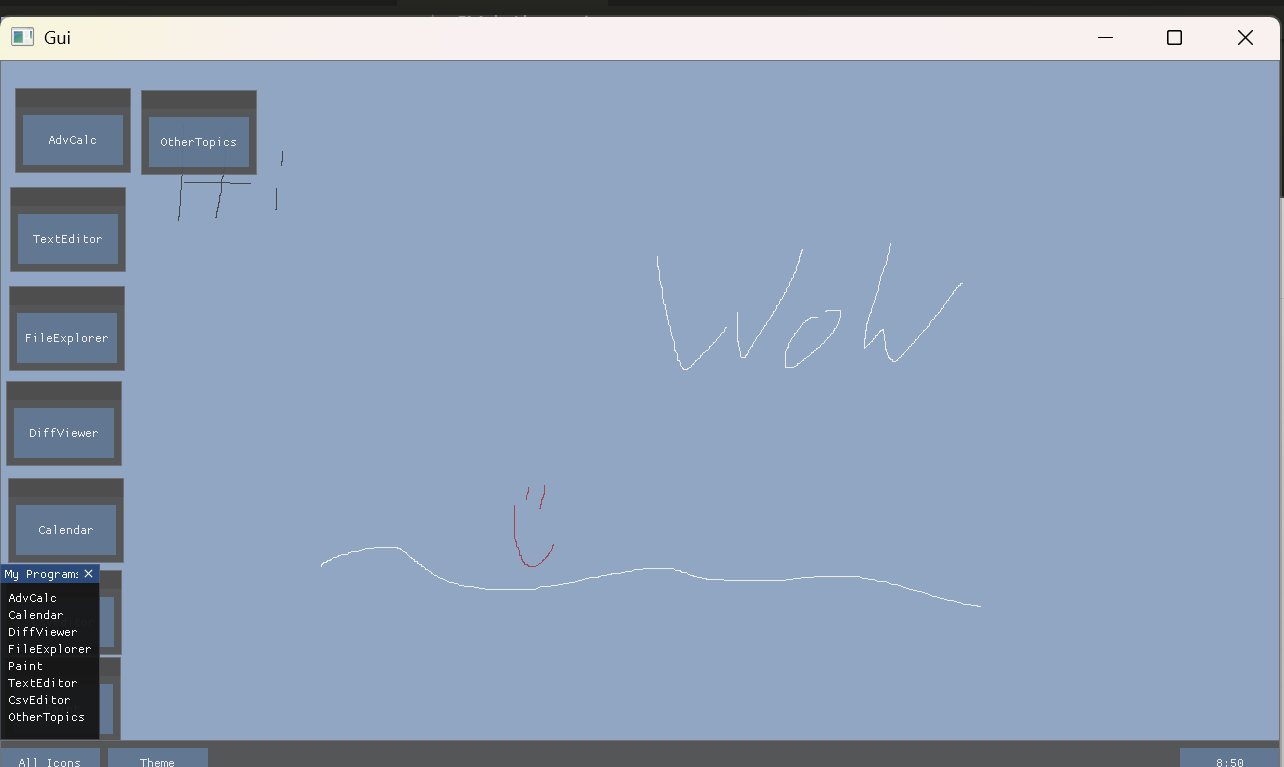 Gui
AdvCalc
OtherTopics
TextEditor
WoW
FileExplorer
DiffViewer
Calendar
My Program:
AdvCalc
Calendar
DiffViewer
FileExplorer
Paint
TextEditor
CsvEditor
OtherTopics
All Icons
Theme
8:50